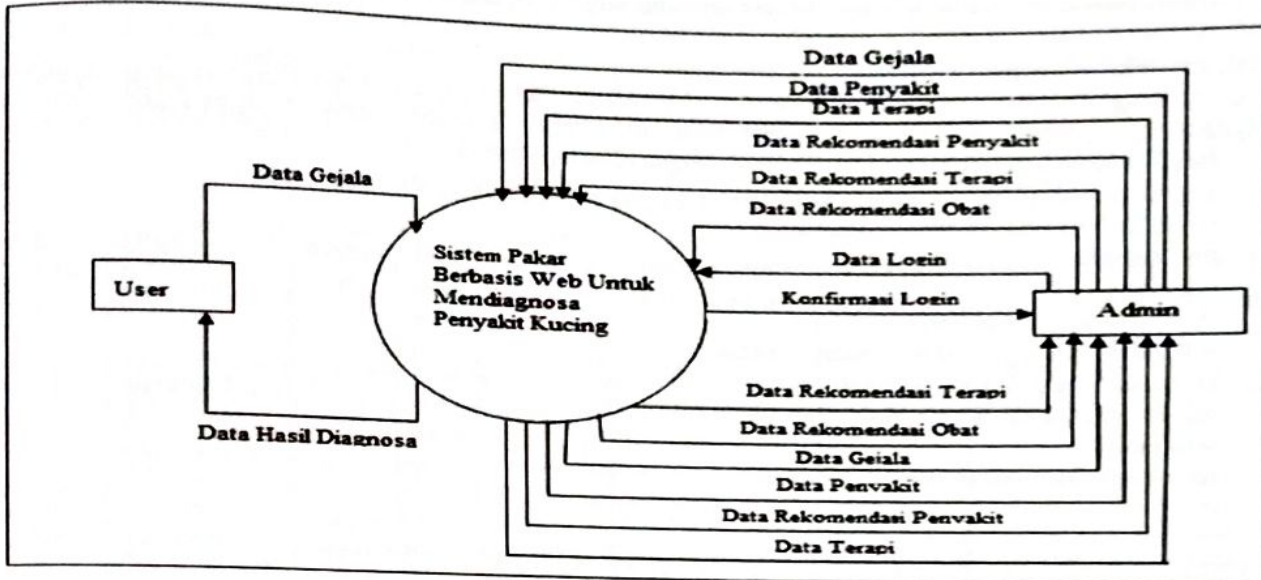 Data Gejala
Data Penyakit
Data Terapi
Data Rekomendasi Penyakit
Data Rekomendasi Terapi
Data Rekomendasi Obat
Data Login
Konfirmasi Login
Data Gejala
User
Sistem Pakar
Berbasis Web Untuk
Mendiagnosa
Penyakit Kucing
Admin
Data Hasil Diagnosa
Data Rekomendasi Terapi
Data Rekomendasi Obat
Data Gejala
Data Penyakit
Data Rekomendasi Penyakit
Data Terapi